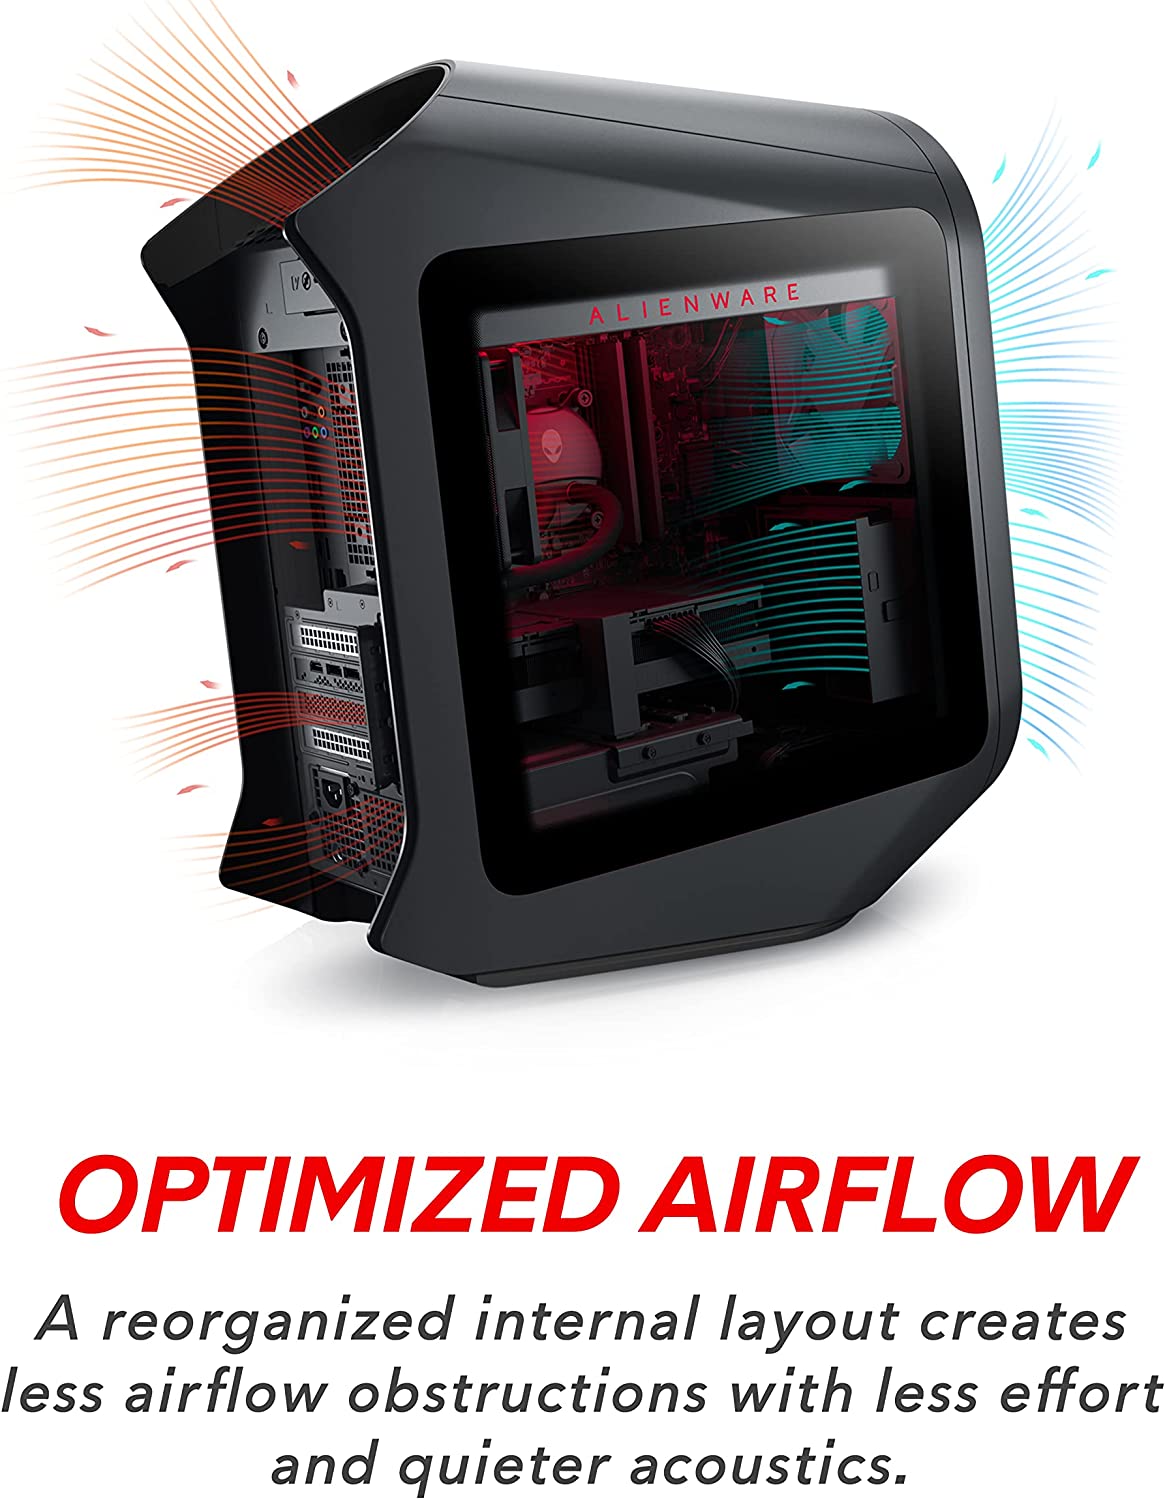 ALIENWARE
OPTIMIZED AIRFLOW
A reorganized internal layout creates
less airflow obstructions with less effort
and quieter acoustics.